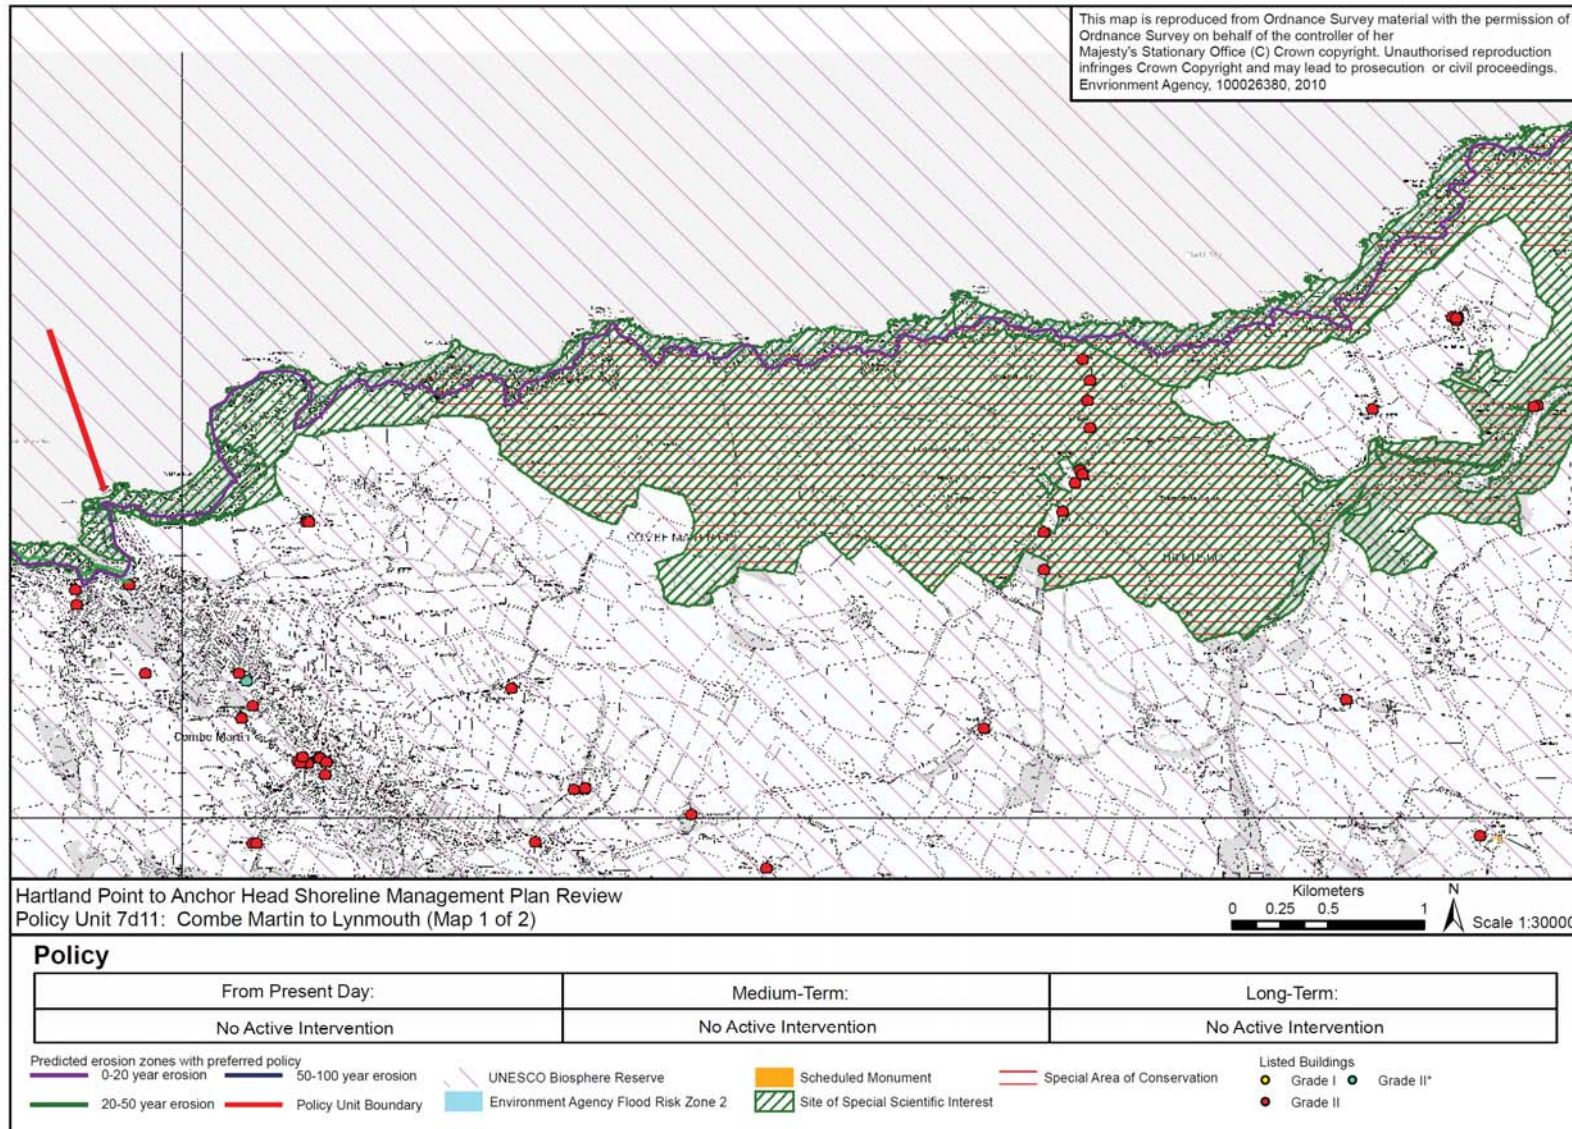 This map is reproduced from Ordnance Survey material with the permission of
Ordnance Survey on behalf of the controller of her
Majesty's Stationary Office (C) Crown copyright. Unauthorised reproduction
infringes Crown Copyright and may lead to prosecution or civil proceedings.
Envrionment Agency, 100026380, 2010
Combe Martin
Hartland Point to Anchor Head Shoreline Management Plan Review
Policy Unit 7d11: Combe Martin to Lynmouth (Map 1 of 2)
Kilometers
0 0.25 0.5 1
N
Scale 1:30000
Policy
From Present Day: Medium-Term: Long-Term:
No Active Intervention No Active Intervention No Active Intervention
Predicted erosion zones with preferred policy
0-20 year erosion 50-100 year erosion UNESCO Biosphere Reserve Scheduled Monument Special Area of Conservation
20-50 year erosion Policy Unit Boundary Environment Agency Flood Risk Zone 2 Site of Special Scientific Interest
Listed Buildings
Grade I Grade II*
Grade II